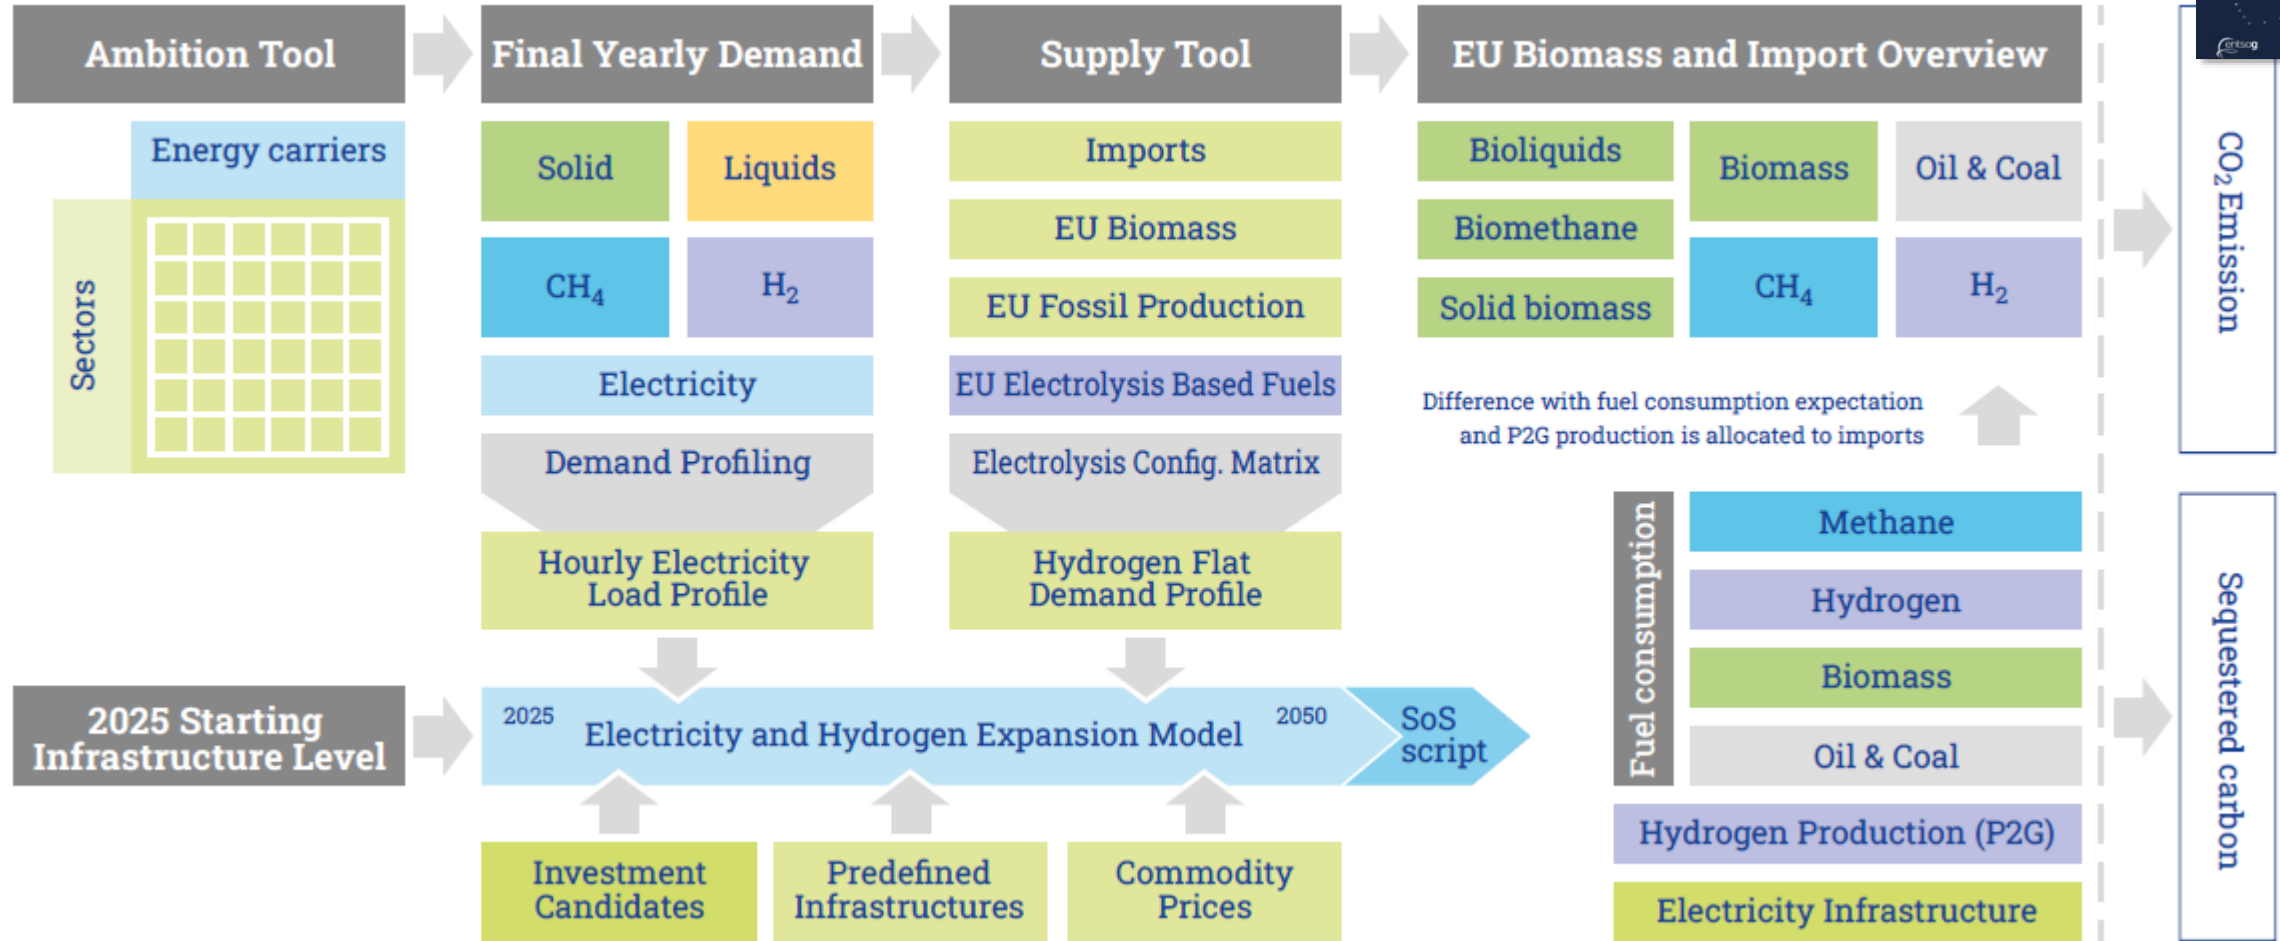 Ambition Tool
Energy carriers
Sectors
Final Yearly Demand
Solid
Liquids
CH4
H2
Electricity
Demand Profiling
Hourly Electricity
Load Profile
Supply Tool
Imports
EU Biomass
EU Fossil Production
EU Electrolysis Based Fuels
Electrolysis Config. Matrix
Hydrogen Flat
Demand Profile
EU Biomass and Import Overview
Bioliquids
Biomethane
Solid biomass
Biomass
Oil & Coal
CH4
H2
Difference with fuel consumption expectation
and P2G production is allocated to imports
2025 Starting
Infrastructure Level
2025
Electricity and Hydrogen Expansion Model
2050
SoS
script
Investment
Candidates
Predefined
Infrastructures
Commodity
Prices
Fuel consumption
Methane
Hydrogen
Biomass
Oil & Coal
Hydrogen Production (P2G)
Electricity Infrastructure
entsog
CO2 Emission
Sequestered carbon